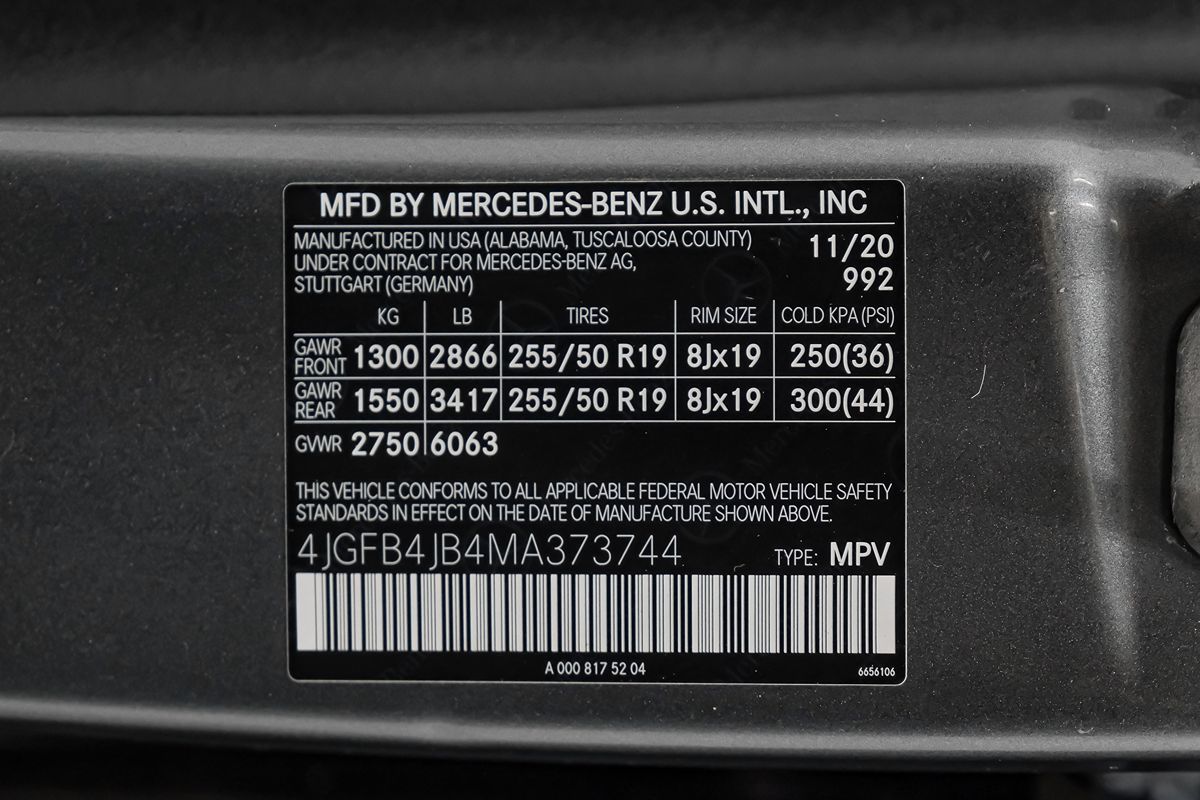 MFD BY MERCEDES-BENZ U.S. INTL., INC
MANUFACTURED IN USA (ALABAMA, TUSCALOOSA COUNTY) 11/20
UNDER CONTRACT FOR MERCEDES-BENZ AG, 992
STUTTGART (GERMANY)
KG LB TIRES RIM SIZE COLD KPA (PSI)
GAWR FRONT 1300 2866 255/50 R19 8Jx19 250(36)
GAWR REAR 1550 3417 255/50 R19 8Jx19 300(44)
GVWR 2750 6063
THIS VEHICLE CONFORMS TO ALL APPLICABLE FEDERAL MOTOR VEHICLE SAFETY
STANDARDS IN EFFECT ON THE DATE OF MANUFACTURE SHOWN ABOVE.
4JGFB4JB4MA373744 TYPE: MPV
A 000 817 52 04 6656106